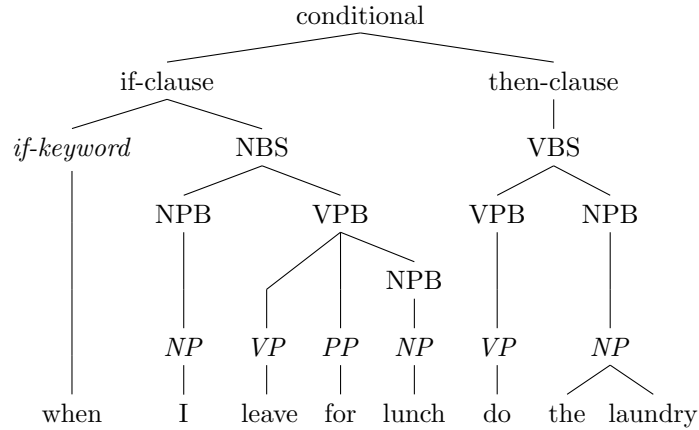 conditional
if-clause then-clause
if-keyword NBS VBS
NPB VPB VPB NPB
NPB
NP VP PP NP VP NP
when I leave for lunch do the laundry